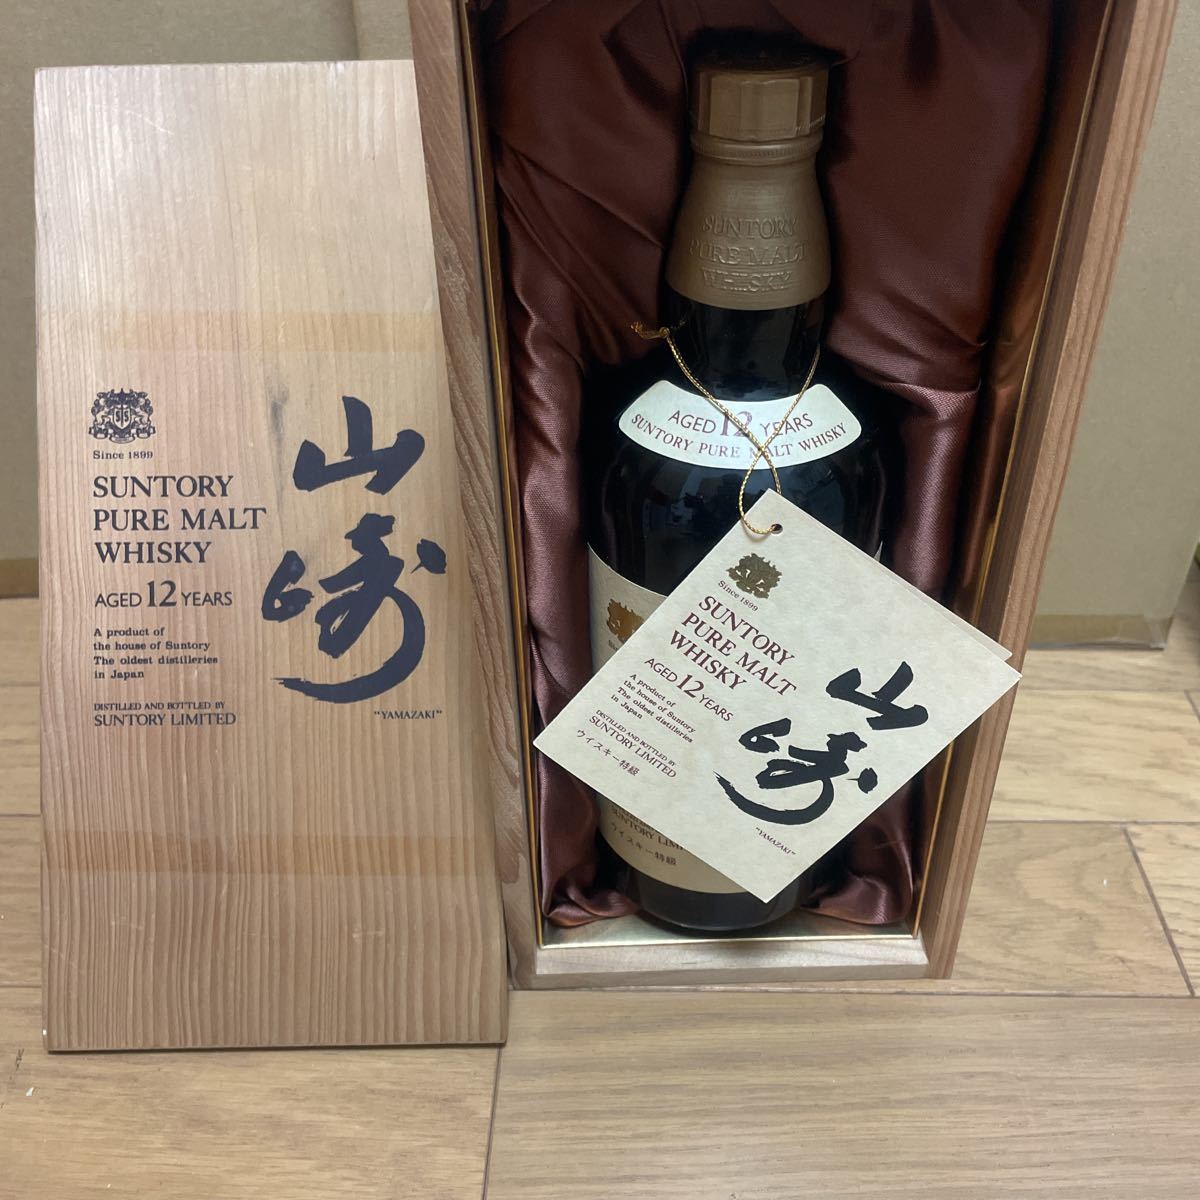 Since 1899
SUNTORY
PURE MALT
WHISKY
AGED 12 YEARS
A product of
the house of Suntory
The oldest distilleries
in Japan
DISTILLED AND BOTTLED BY
SUNTORY LIMITED
山崎
"YAMAZAKI"
SUNTORY
PURE MALT
WHISKY
AGED 12 YEARS
SUNTORY PURE MALT WHISKY
Since 1899
SUNTORY
PURE MALT
WHISKY
AGED 12 YEARS
A product of
the house of Suntory
The oldest distilleries
in Japan
DISTILLED AND BOTTLED BY
SUNTORY LIMITED
ウイスキー特級
山崎
"YAMAZAKI"
SUNTORY
ウイスキー特級